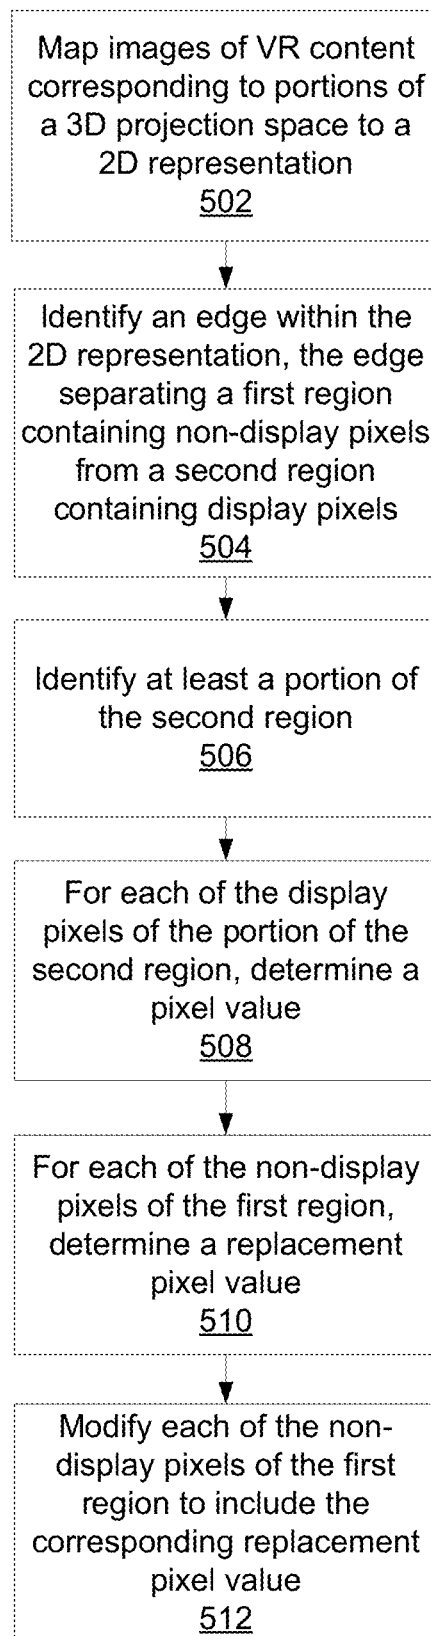 Map images of VR content
corresponding to portions of
a 3D projection space to a
2D representation
502
Identify an edge within the
2D representation, the edge
separating a first region
containing non-display pixels
from a second region
containing display pixels
504
Identify at least a portion of
the second region
506
For each of the display
pixels of the portion of the
second region, determine a
pixel value
508
For each of the non-display
pixels of the first region,
determine a replacement
pixel value
510
Modify each of the non-
display pixels of the first
region to include the
corresponding replacement
pixel value
512